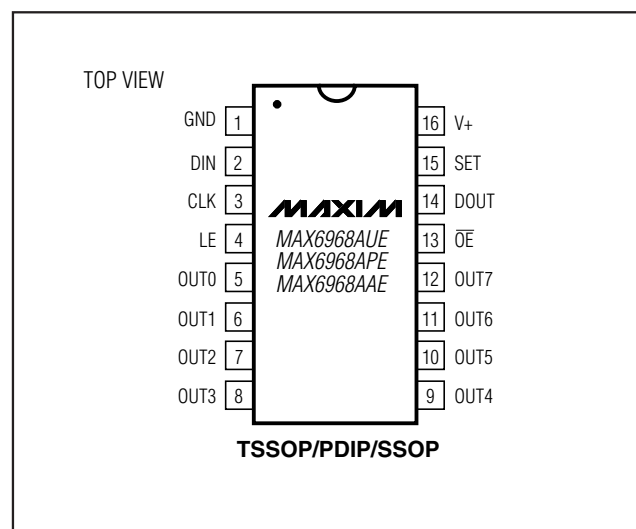 TOP VIEW
GND 1
DIN 2
CLK 3
LE 4
OUT0 5
OUT1 6
OUT2 7
OUT3 8
MAXIM
MAX6968AUE
MAX6968APE
MAX6968AAE
16 V+
15 SET
14 DOUT
13 O̅E̅
12 OUT7
11 OUT6
10 OUT5
9 OUT4
TSSOP/PDIP/SSOP